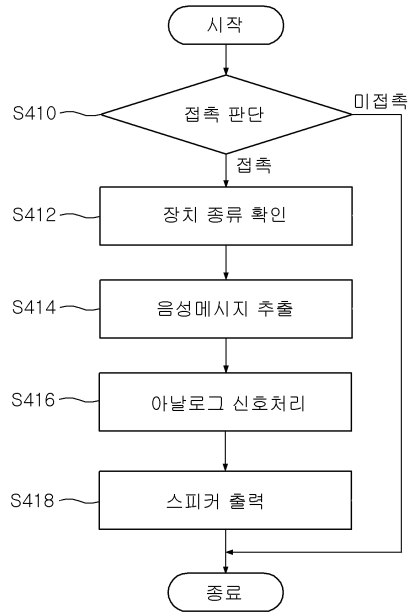 시작
S410
접촉 판단
미접촉
접촉
S412
장치 종류 확인
S414
음성메시지 추출
S416
아날로그 신호처리
S418
스피커 출력
종료